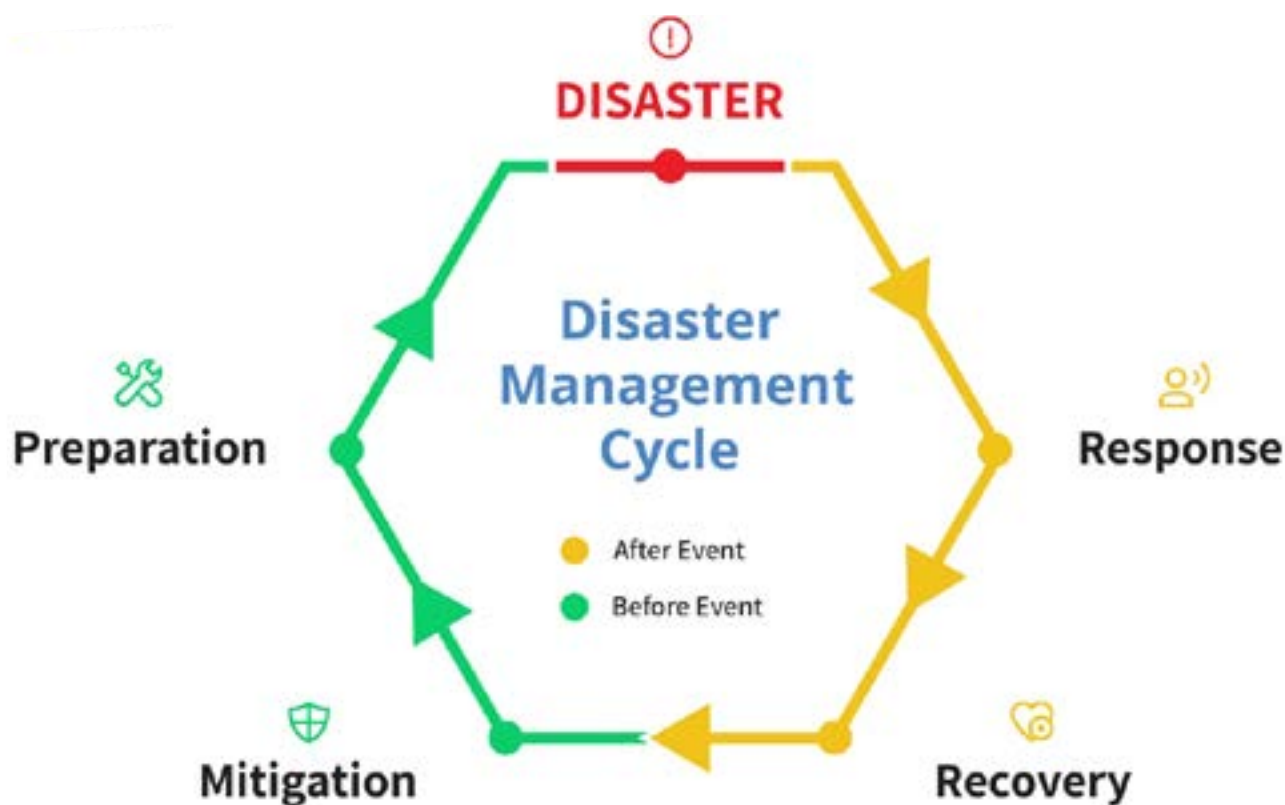 DISASTER
Disaster
Management
Cycle
Preparation
Response
After Event
Before Event
Mitigation
Recovery